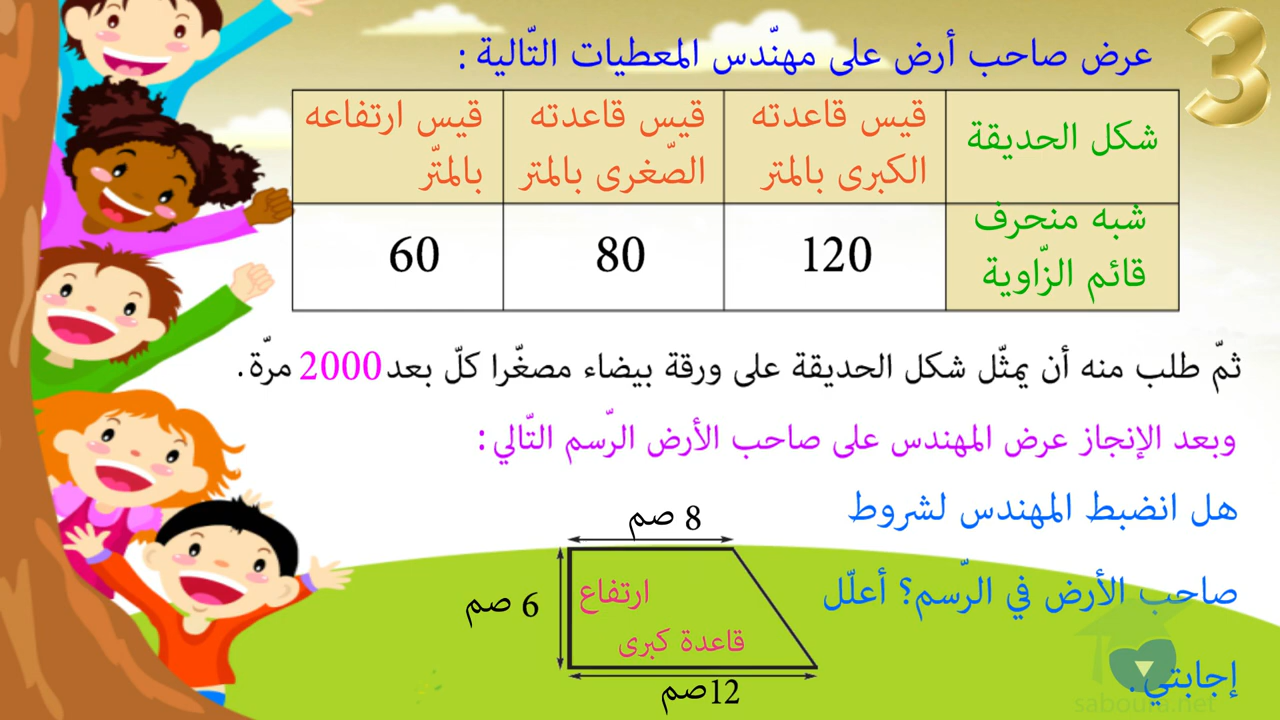 3
عرض صاحب أرض على مهنّدس المعطيات التّالية :
شكل الحديقة
قيس قاعدته
الكبرى بالمتر
قيس قاعدته
الصّغرى بالمتر
قيس ارتفاعه
بالمتّر
شبه منحرف
قائم الزّاوية
120
80
60
ثمّ طلب منه أن يمثّل شكل الحديقة على ورقة بيضاء مصغّرا كلّ بعد 2000 مرّة.
وبعد الإنجاز عرض المهندس على صاحب الأرض الرّسم التّالي :
هل انضبط المهندس لشروط
صاحب الأرض في الرّسم؟ أعلّل
إجابتي .
8 صم
6 صم
ارتفاع
قاعدة كبرى
12صم
saboura.net